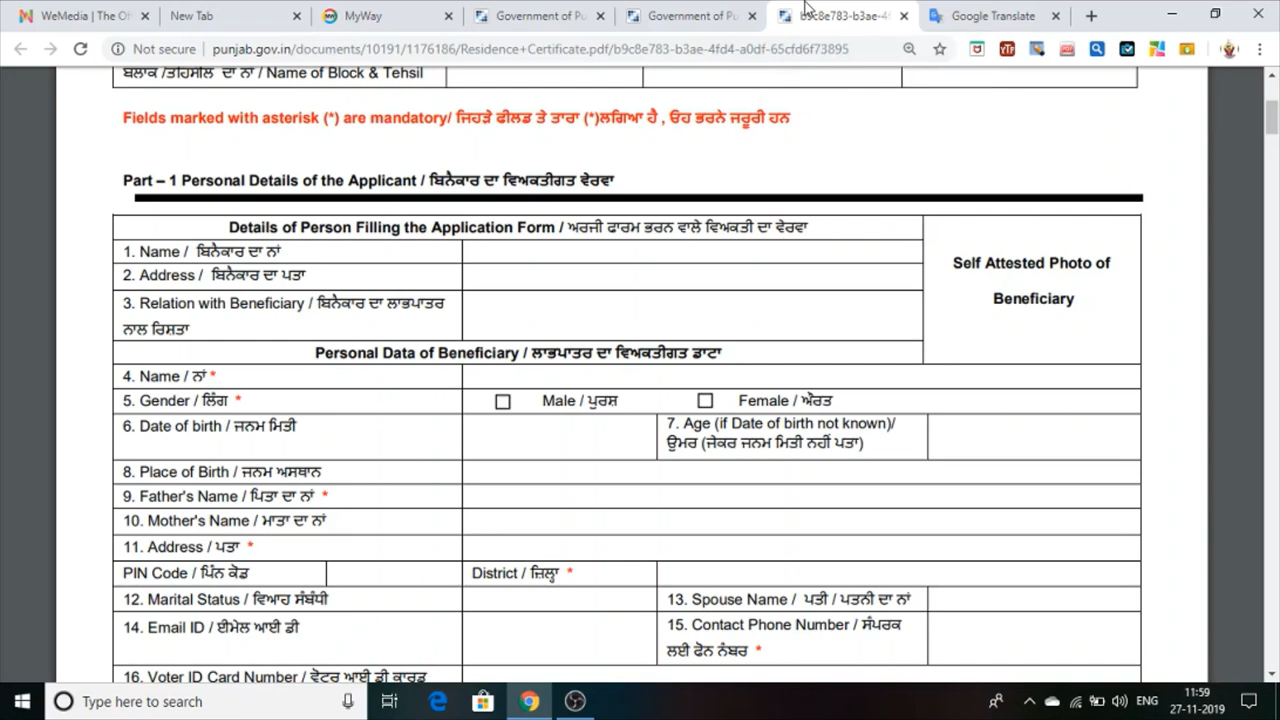 WeMedia | The Of
New Tab
MyWay
Government of Pu
Government of Pu
b9c8e783-b3ae-4f
Google Translate
Not secure | punjab.gov.in/documents/10191/1176186/Residence+Certificate.pdf/b9c8e783-b3ae-4fd4-a0df-65cfd6f73895
ਬਲਾਕ /ਤਹਿਸੀਲ ਦਾ ਨਾਂ / Name of Block & Tehsil
Fields marked with asterisk (*) are mandatory/ ਜਿਹੜੇ ਫੀਲਡ ਤੇ ਤਾਰਾ (*)ਲਗਿਆ ਹੈ , ਓਹ ਭਰਨੇ ਜਰੂਰੀ ਹਨ
Part – 1 Personal Details of the Applicant / ਬਿਨੈਕਾਰ ਦਾ ਵਿਅਕਤੀਗਤ ਵੇਰਵਾ
Details of Person Filling the Application Form / ਅਰਜੀ ਫਾਰਮ ਭਰਨ ਵਾਲੇ ਵਿਅਕਤੀ ਦਾ ਵੇਰਵਾ
1. Name / ਬਿਨੈਕਾਰ ਦਾ ਨਾਂ
2. Address / ਬਿਨੈਕਾਰ ਦਾ ਪਤਾ
3. Relation with Beneficiary / ਬਿਨੈਕਾਰ ਦਾ ਲਾਭਪਾਤਰ
ਨਾਲ ਰਿਸ਼ਤਾ
Self Attested Photo of
Beneficiary
Personal Data of Beneficiary / ਲਾਭਪਾਤਰ ਦਾ ਵਿਅਕਤੀਗਤ ਡਾਟਾ
4. Name / ਨਾਂ *
5. Gender / ਲਿੰਗ * Male / ਪੁਰਸ਼ Female / ਔਰਤ
6. Date of birth / ਜਨਮ ਮਿਤੀ
7. Age (if Date of birth not known)/
ਉਮਰ (ਜੇਕਰ ਜਨਮ ਮਿਤੀ ਨਹੀਂ ਪਤਾ)
8. Place of Birth / ਜਨਮ ਅਸਥਾਨ
9. Father's Name / ਪਿਤਾ ਦਾ ਨਾਂ *
10. Mother's Name / ਮਾਤਾ ਦਾ ਨਾਂ
11. Address / ਪਤਾ *
PIN Code / ਪਿੰਨ ਕੋਡ District / ਜ਼ਿਲ੍ਹਾ *
12. Marital Status / ਵਿਆਹ ਸੰਬੰਧੀ 13. Spouse Name / ਪਤੀ / ਪਤਨੀ ਦਾ ਨਾਂ
14. Email ID / ਈਮੇਲ ਆਈ ਡੀ
15. Contact Phone Number / ਸੰਪਰਕ
ਲਈ ਫੋਨ ਨੰਬਰ *
16. Voter ID Card Number / ਵੋਟਰ ਆਈ ਡੀ ਕਾਰਡ
Type here to search
ENG
11:59
27-11-2019